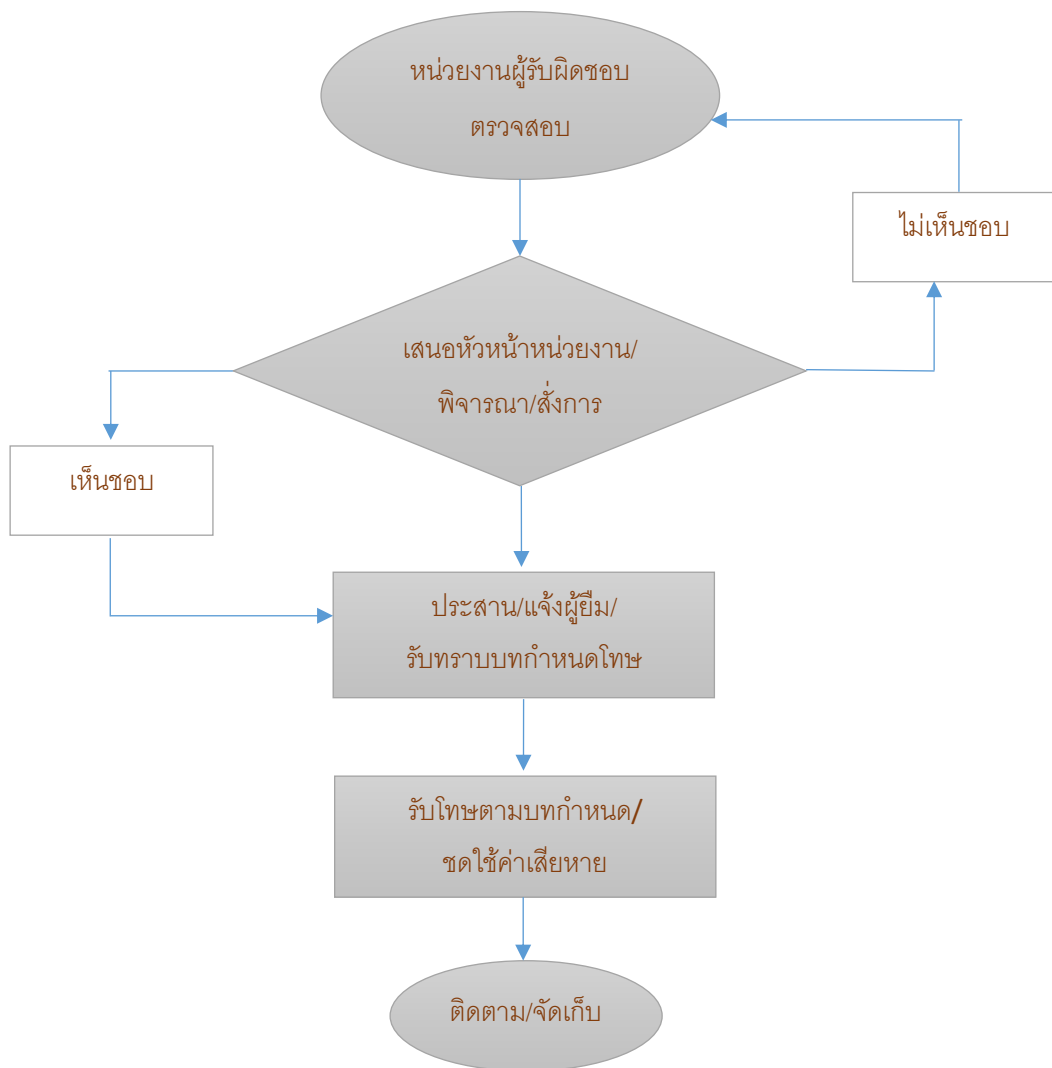 หน่วยงานผู้รับผิดชอบ
ตรวจสอบ
ไม่เห็นชอบ
เสนอหัวหน้าหน่วยงาน/
พิจารณา/สั่งการ
เห็นชอบ
ประสาน/แจ้งผู้ยืม/
รับทราบบทกำหนดโทษ
รับโทษตามบทกำหนด/
ชดใช้ค่าเสียหาย
ติดตาม/จัดเก็บ